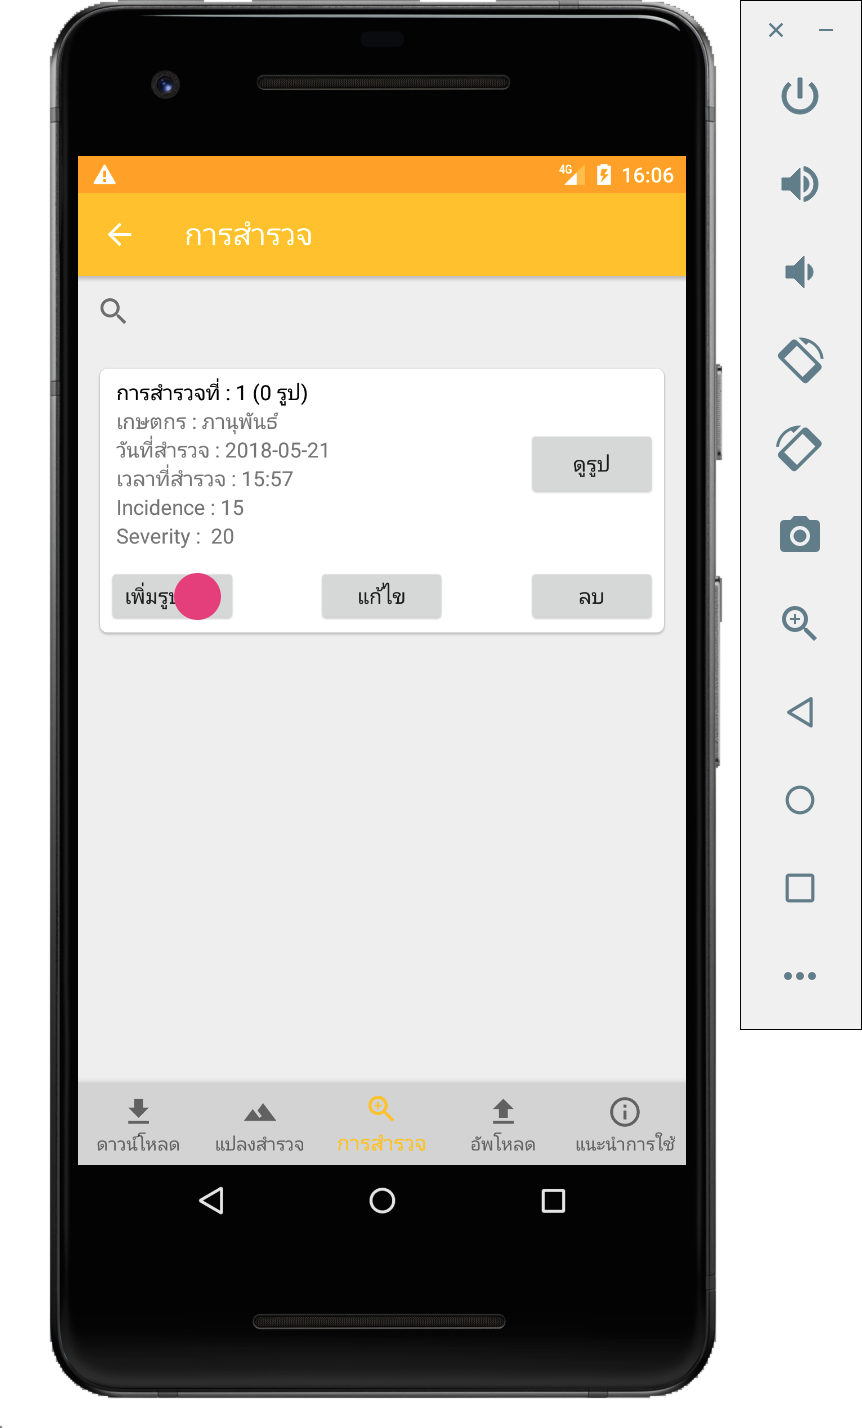 4G 16:06
การสำรวจ
การสำรวจที่ : 1 (0 รูป)
เกษตกร : ภานุพันธ์
วันที่สำรวจ : 2018-05-21
เวลาที่สำรวจ : 15:57
Incidence : 15
Severity : 20
ดูรูป
เพิ่มรูป
แก้ไข
ลบ
ดาวน์โหลด
แปลงสำรวจ
การสำรวจ
อัพโหลด
แนะนำการใช้